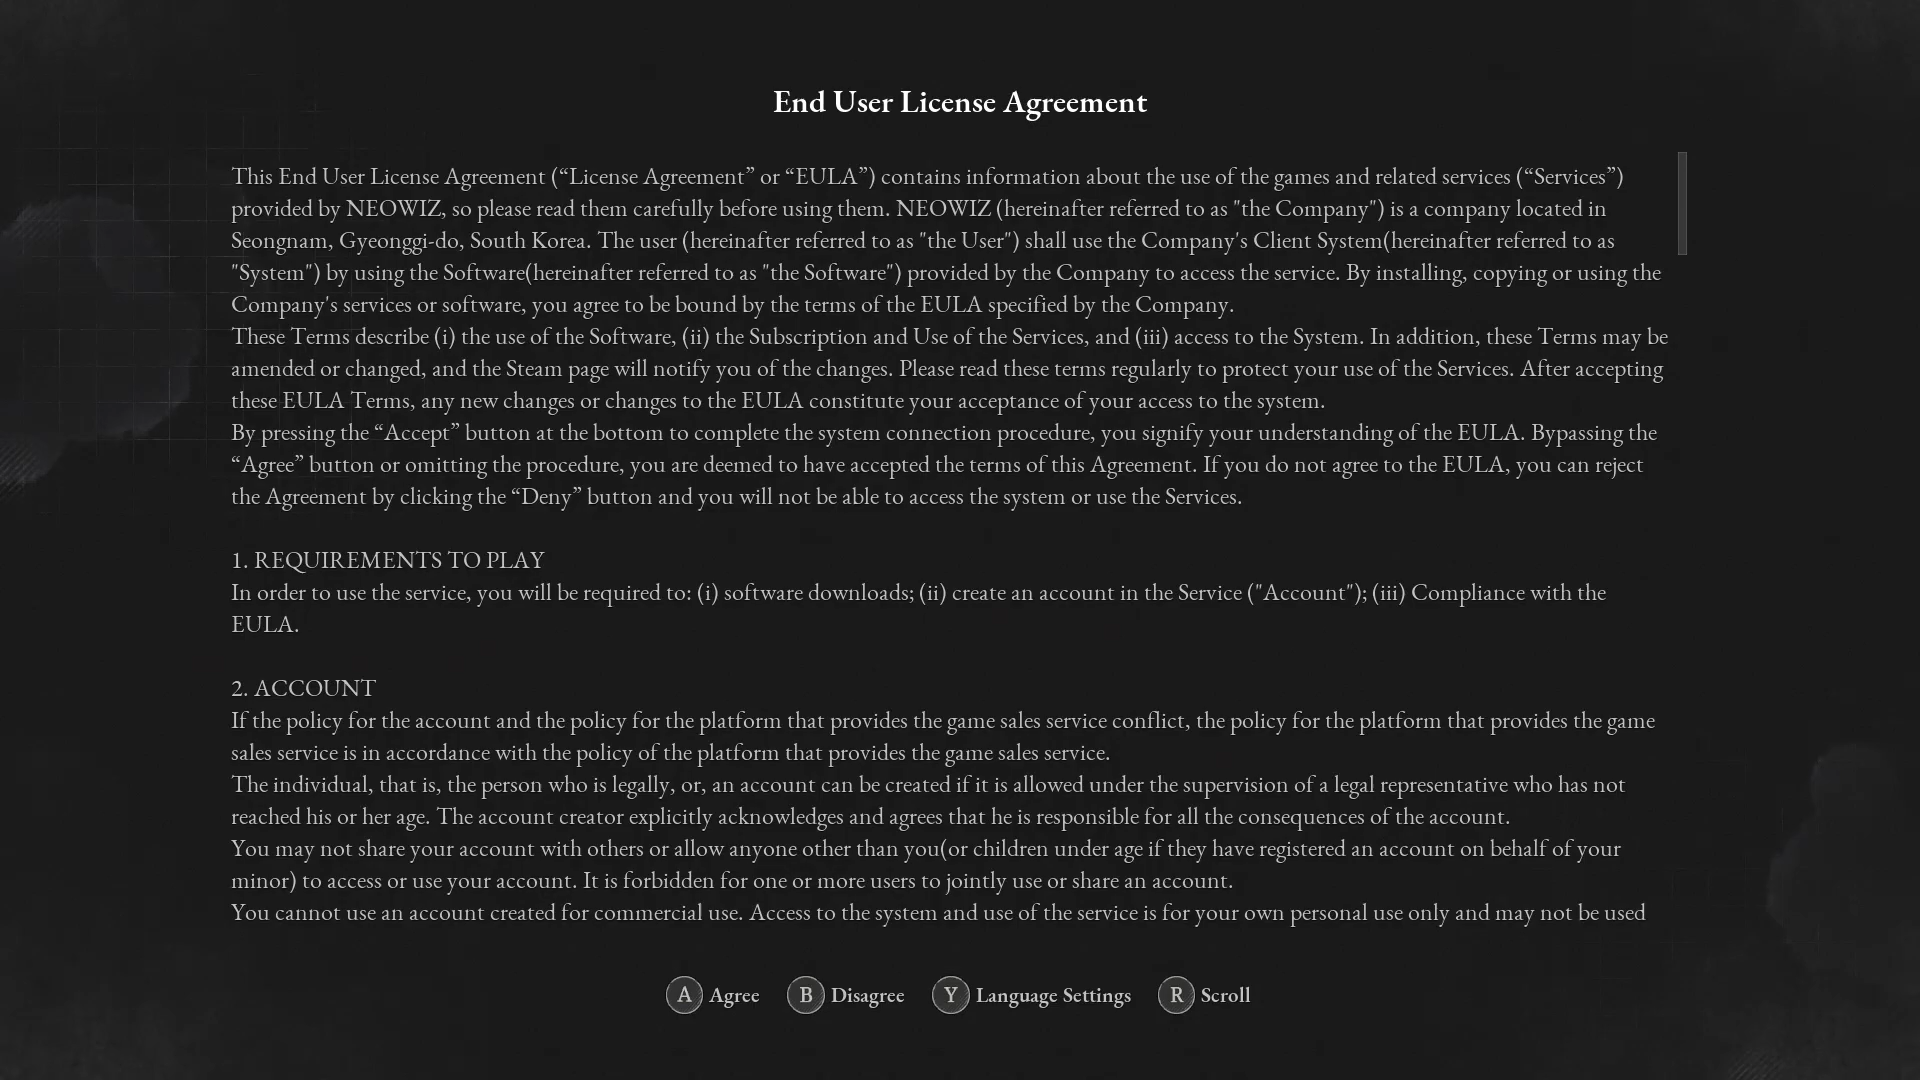 End User License Agreement
This End User License Agreement (“License Agreement” or “EULA”) contains information about the use of the games and related services (“Services”)
provided by NEOWIZ, so please read them carefully before using them. NEOWIZ (hereinafter referred to as "the Company") is a company located in
Seongnam, Gyeonggi-do, South Korea. The user (hereinafter referred to as "the User") shall use the Company's Client System(hereinafter referred to as
"System") by using the Software(hereinafter referred to as "the Software") provided by the Company to access the service. By installing, copying or using the
Company's services or software, you agree to be bound by the terms of the EULA specified by the Company.
These Terms describe (i) the use of the Software, (ii) the Subscription and Use of the Services, and (iii) access to the System. In addition, these Terms may be
amended or changed, and the Steam page will notify you of the changes. Please read these terms regularly to protect your use of the Services. After accepting
these EULA Terms, any new changes or changes to the EULA constitute your acceptance of your access to the system.
By pressing the “Accept” button at the bottom to complete the system connection procedure, you signify your understanding of the EULA. Bypassing the
“Agree” button or omitting the procedure, you are deemed to have accepted the terms of this Agreement. If you do not agree to the EULA, you can reject
the Agreement by clicking the “Deny” button and you will not be able to access the system or use the Services.
1. REQUIREMENTS TO PLAY
In order to use the service, you will be required to: (i) software downloads; (ii) create an account in the Service ("Account"); (iii) Compliance with the
EULA.
2. ACCOUNT
If the policy for the account and the policy for the platform that provides the game sales service conflict, the policy for the platform that provides the game
sales service is in accordance with the policy of the platform that provides the game sales service.
The individual, that is, the person who is legally, or, an account can be created if it is allowed under the supervision of a legal representative who has not
reached his or her age. The account creator explicitly acknowledges and agrees that he is responsible for all the consequences of the account.
You may not share your account with others or allow anyone other than you(or children under age if they have registered an account on behalf of your
minor) to access or use your account. It is forbidden for one or more users to jointly use or share an account.
You cannot use an account created for commercial use. Access to the system and use of the service is for your own personal use only and may not be used
A Agree B Disagree Y Language Settings R Scroll